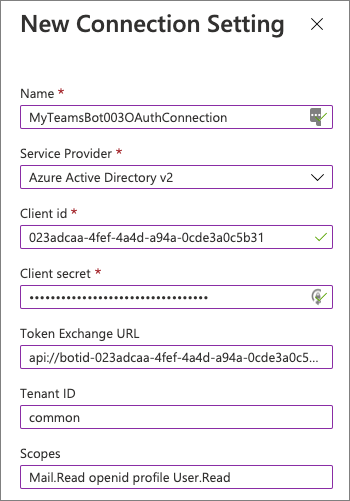 New Connection Setting
Name *
MyTeamsBot003OAuthConnection
Service Provider *
Azure Active Directory v2
Client id *
023adcaa-4fef-4a4d-a94a-0cde3a0c5b31
Client secret *
••••••••••••••••••••••••••••••••••
Token Exchange URL
api://botid-023adcaa-4fef-4a4d-a94a-0cde3a0c5...
Tenant ID
common
Scopes
Mail.Read openid profile User.Read